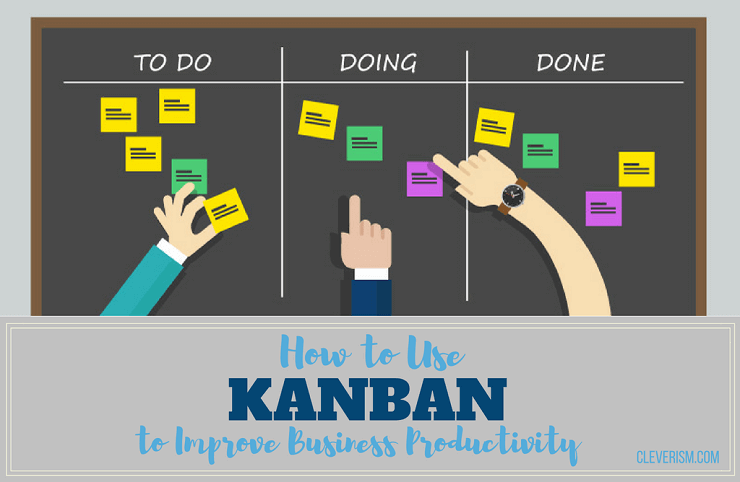 TO DO
DOING
DONE
How to Use
KANBAN
to Improve Business Productivity
CLEVERISM.COM